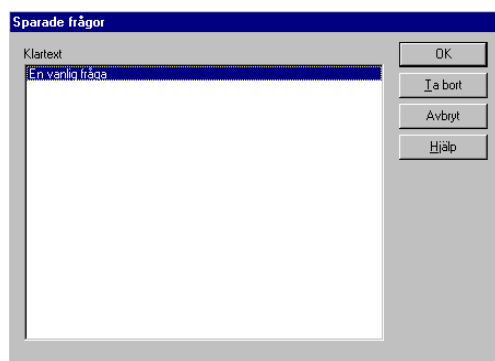 Sparade frågor
Klartext
En vanlig fråga
OK
Ta bort
Avbryt
Hjälp